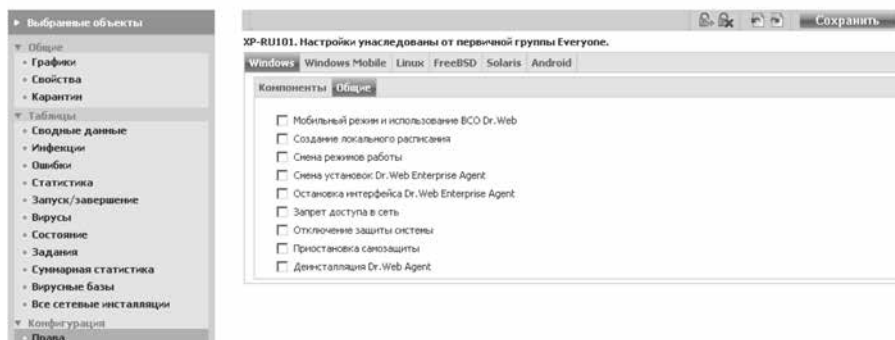 Выбранные объекты
Общие
Графики
Свойства
Карантин
Таблицы
Сводные данные
Инфекции
Ошибки
Статистика
Запуск/завершение
Вирусы
Состояние
Задания
Суммарная статистика
Вирусные базы
Все сетевые инсталляции
Конфигурация
Права
Сохранить
XP-RU101. Настройки унаследованы от первичной группы Everyone.
Windows Windows Mobile Linux FreeBSD Solaris Android
Компоненты Общие
Мобильный режим и использование ВСО Dr.Web
Создание локального расписания
Смена режимов работы
Смена установок Dr.Web Enterprise Agent
Остановка интерфейса Dr.Web Enterprise Agent
Запрет доступа в сеть
Отключение защиты системы
Приостановка самозащиты
Деинсталляция Dr.Web Agent